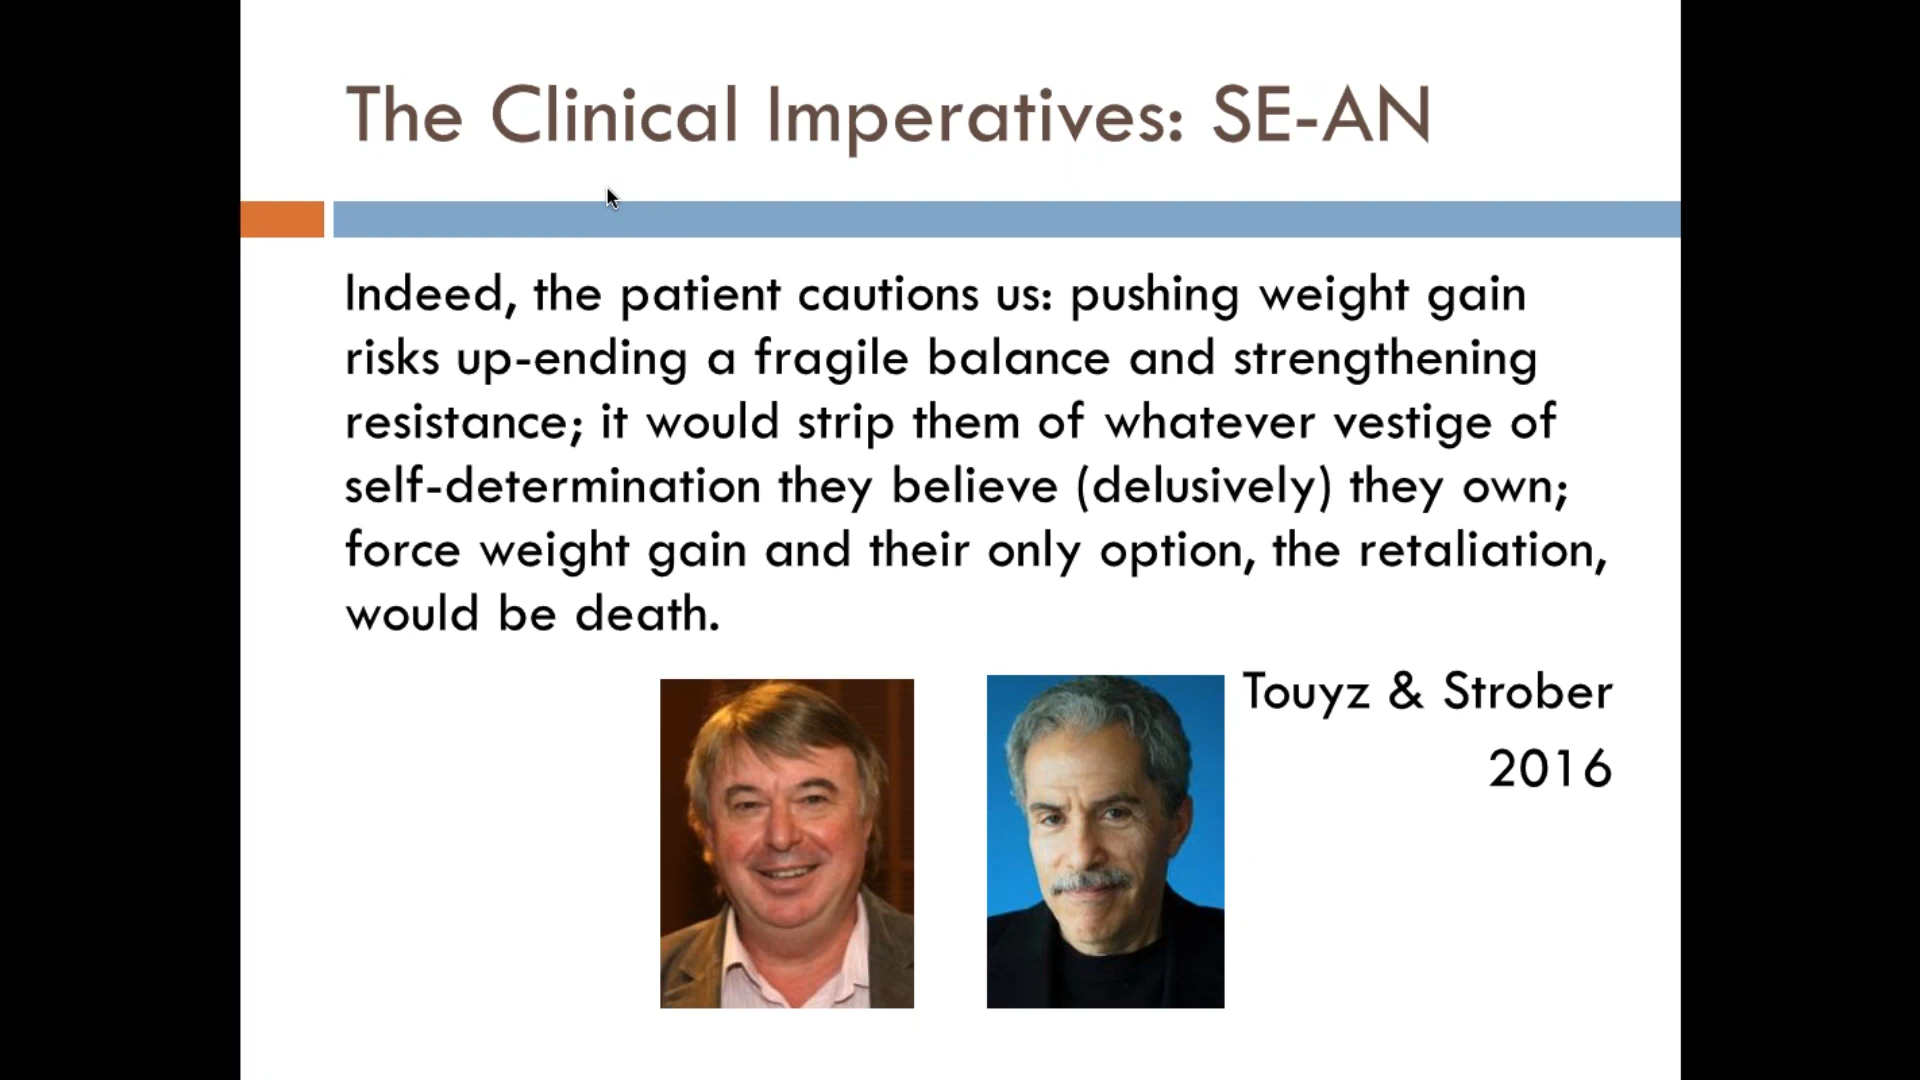 The Clinical Imperatives: SE-AN
Indeed, the patient cautions us: pushing weight gain
risks up-ending a fragile balance and strengthening
resistance; it would strip them of whatever vestige of
self-determination they believe (delusively) they own;
force weight gain and their only option, the retaliation,
would be death.
Touyz & Strober
2016